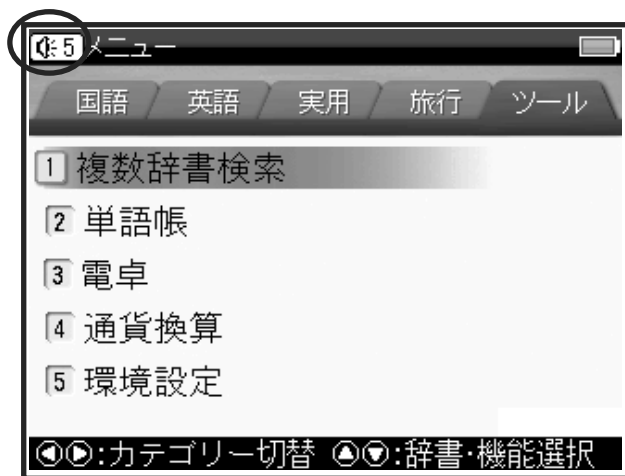 5 メニュー
国語 英語 実用 旅行 ツール
1 複数辞書検索
2 単語帳
3 電卓
4 通貨換算
5 環境設定
◀▶:カテゴリー切替 ▲▼:辞書・機能選択